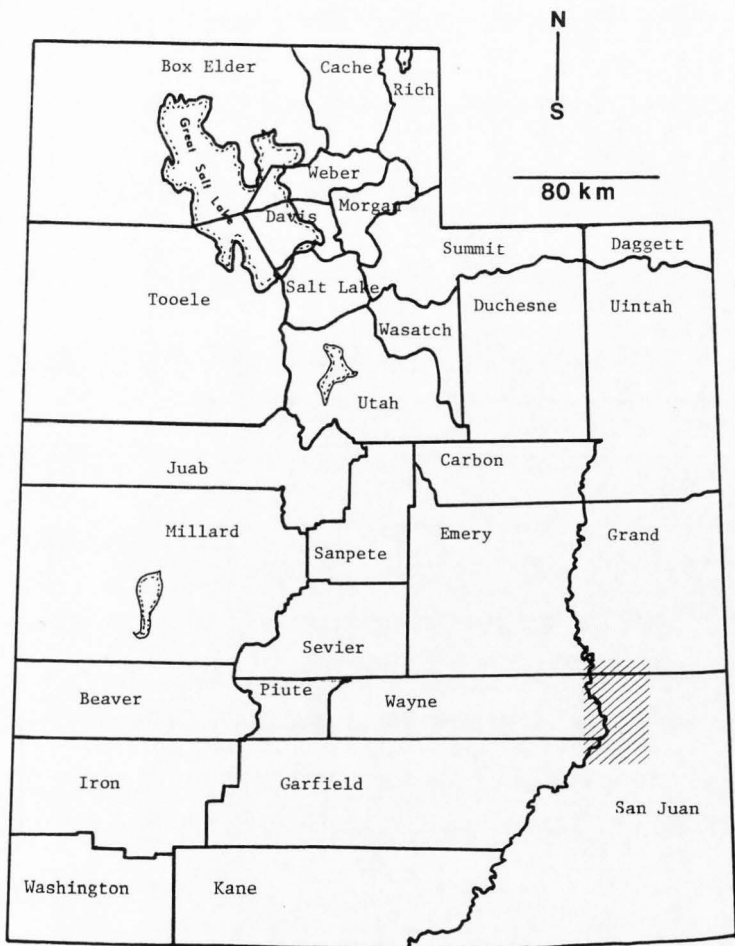 N
S
80 km
Box Elder
Cache
Rich
Great Salt Lake
Weber
Davis
Morgan
Summit
Daggett
Tooele
Salt Lake
Wasatch
Duchesne
Uintah
Utah
Juab
Carbon
Millard
Sanpete
Emery
Grand
Sevier
Beaver
Piute
Wayne
Iron
Garfield
San Juan
Washington
Kane